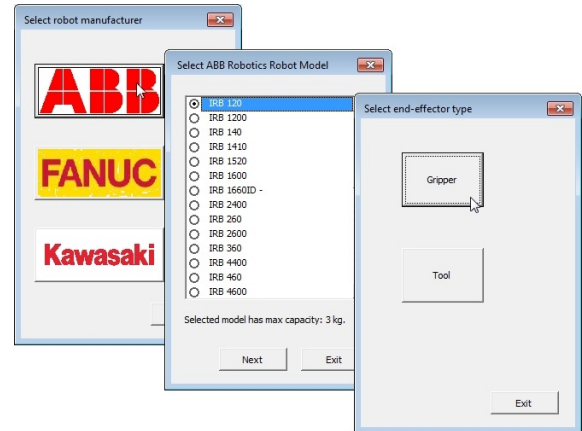 Select robot manufacturer
ABB
FANUC
Kawasaki
Select ABB Robotics Robot Model
IRB 120
IRB 1200
IRB 140
IRB 1410
IRB 1520
IRB 1600
IRB 1660ID -
IRB 2400
IRB 260
IRB 2600
IRB 360
IRB 4400
IRB 460
IRB 4600
Selected model has max capacity: 3 kg.
Next
Exit
Select end-effector type
Gripper
Tool
Exit